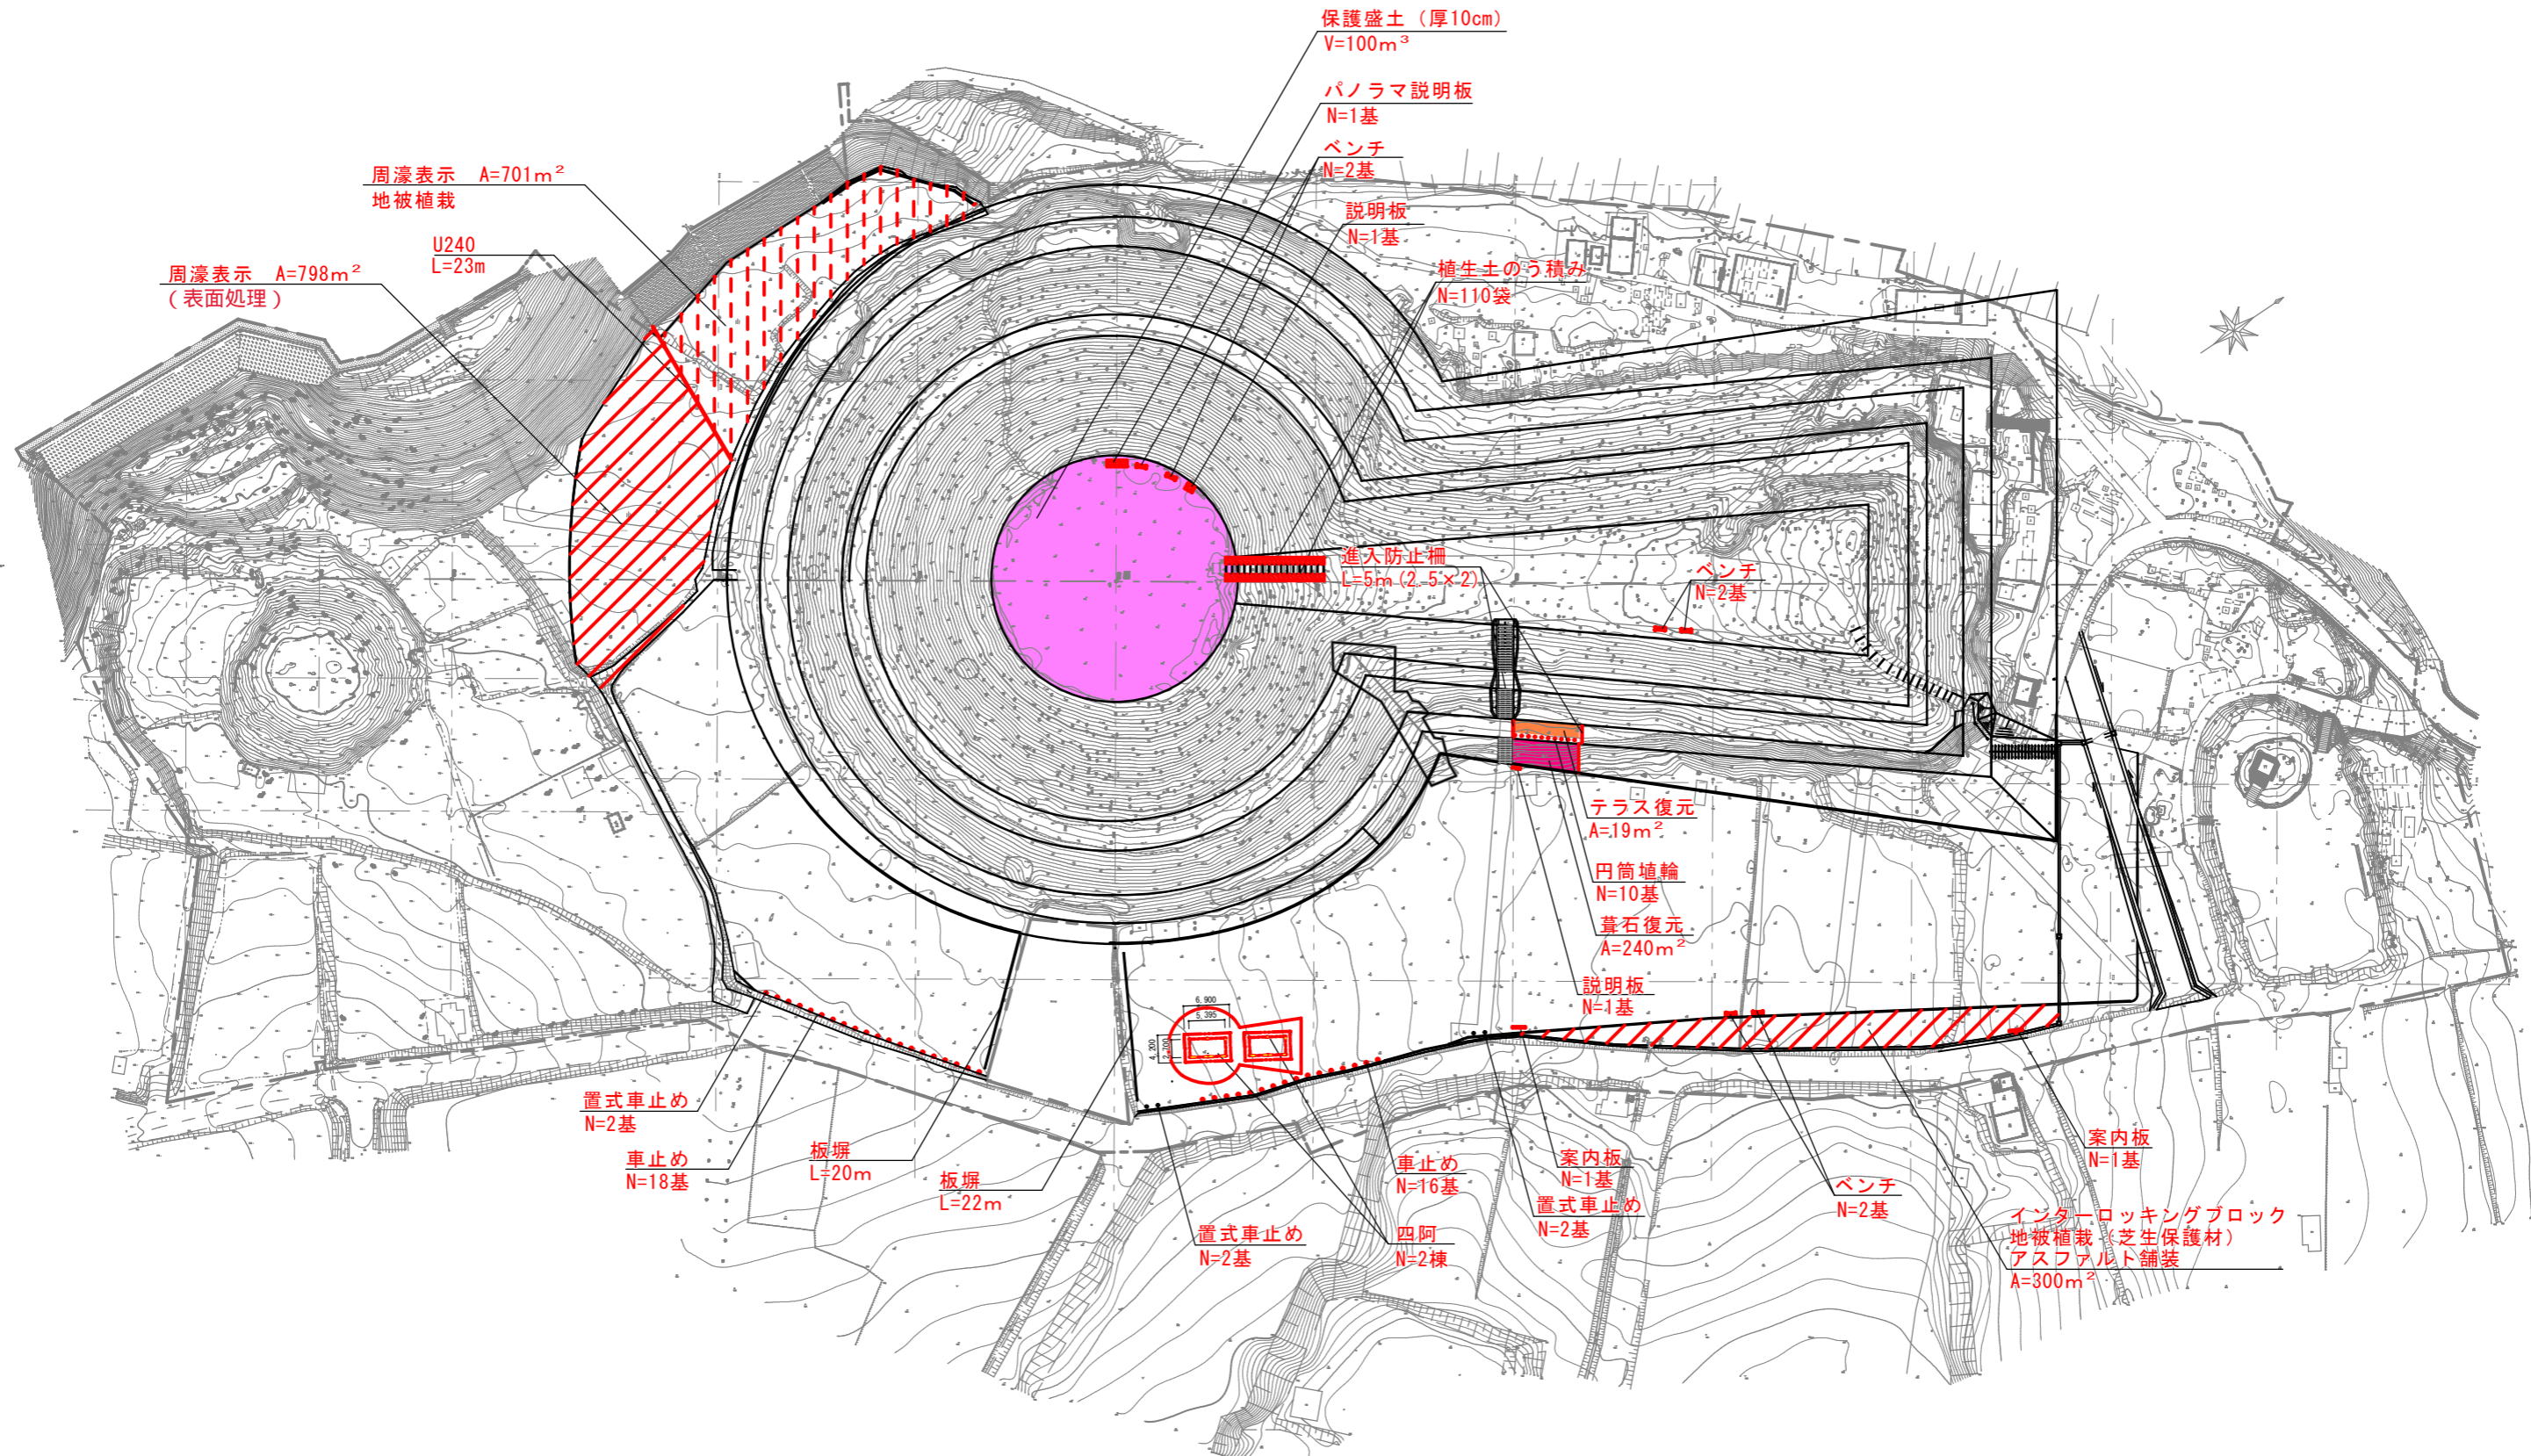 保護盛土（厚10cm）
V=100m³
パノラマ説明板
N=1基
ベンチ
N=2基
説明板
N=1基
植生土のう積み
N=110袋
周濠表示　A=701m²
地被植栽
U240
L=23m
周濠表示　A=798m²
（表面処理）
進入防止柵
L=5m(2.5×2)
ベンチ
N=2基
テラス復元
A=19m²
円筒埴輪
N=10基
葺石復元
A=240m²
説明板
N=1基
6,900
5,395
4,200
2,700
置式車止め
N=2基
車止め
N=18基
板塀
L=20m
板塀
L=22m
置式車止め
N=2基
四阿
N=2棟
車止め
N=16基
案内板
N=1基
置式車止め
N=2基
ベンチ
N=2基
案内板
N=1基
インターロッキングブロック
地被植栽（芝生保護材）
アスファルト舗装
A=300m²